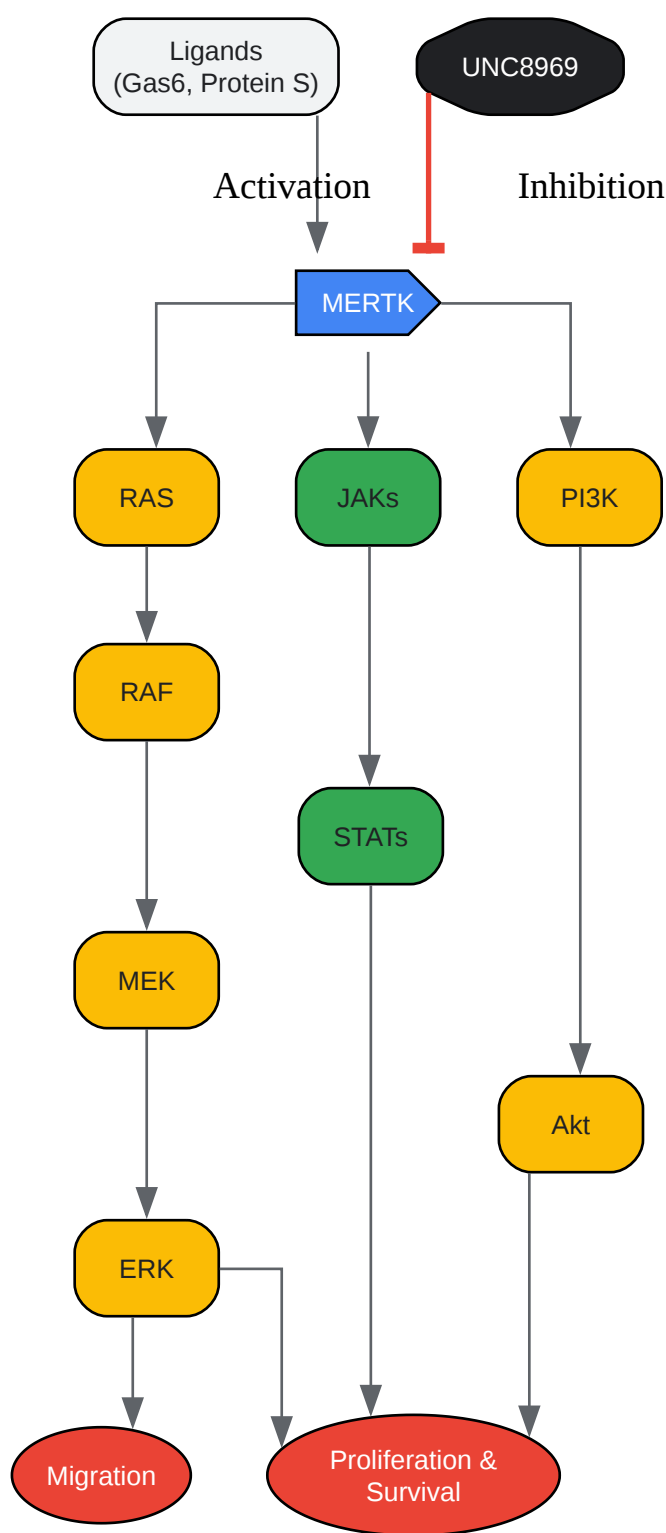 Ligands
(Gas6, Protein S)
UNC8969
Activation
Inhibition
MERTK
RAS
JAKs
PI3K
RAF
STATs
MEK
Akt
ERK
Migration
Proliferation &
Survival